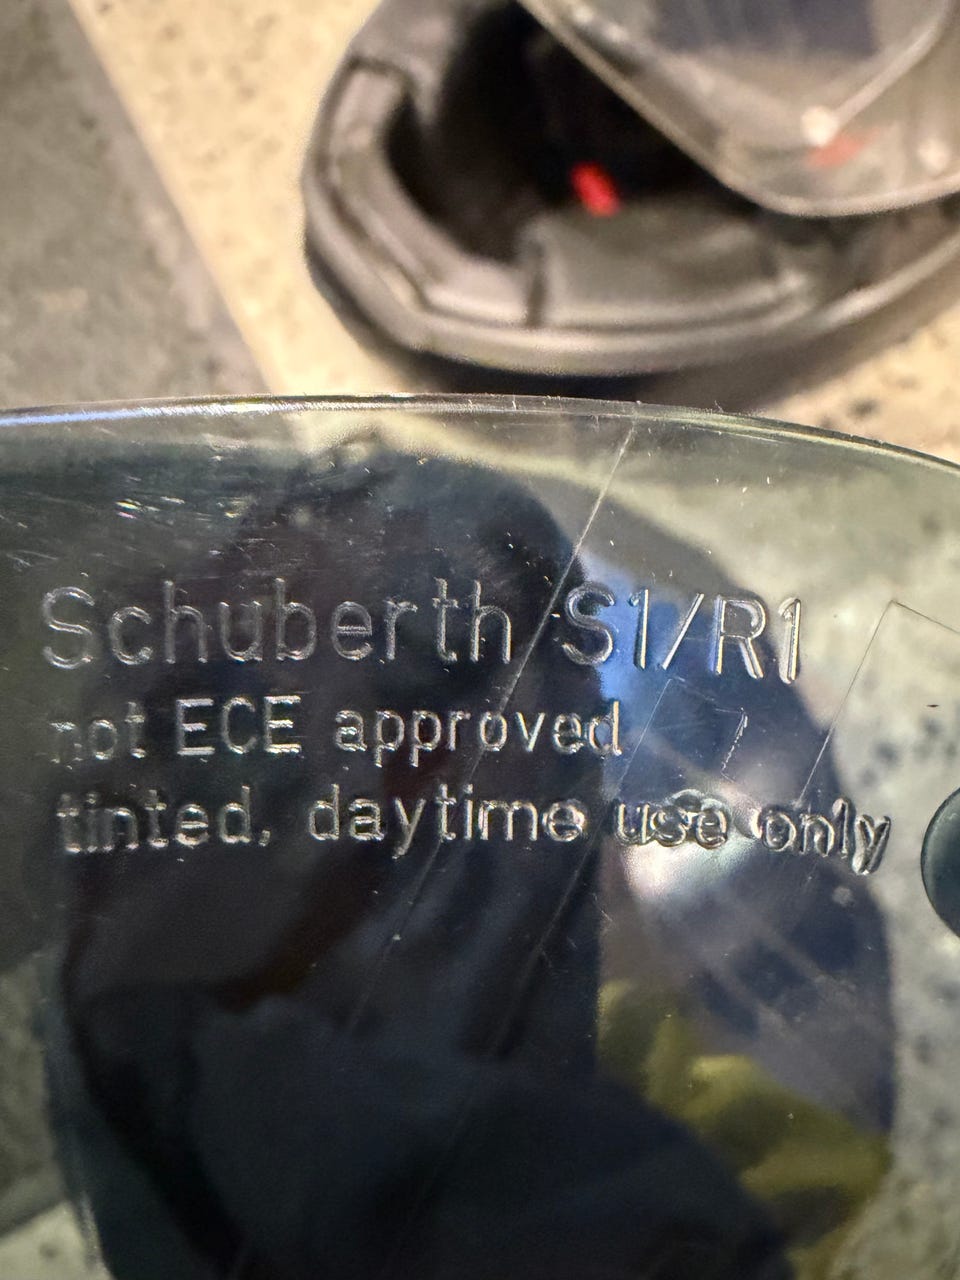 Schuberth S1/R1
not ECE approved
tinted, daytime use only